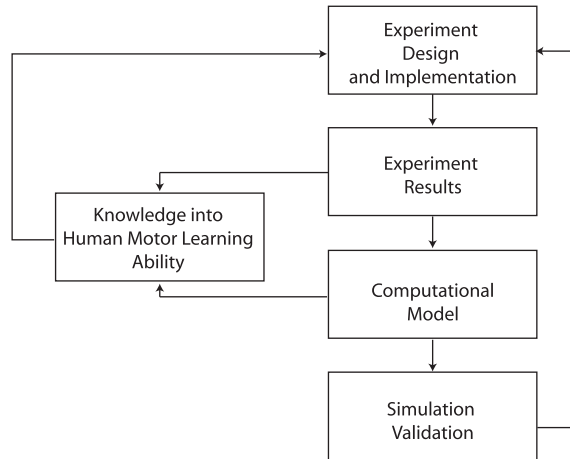 Experiment
Design
and Implementation
Experiment
Results
Knowledge into
Human Motor Learning
Ability
Computational
Model
Simulation
Validation